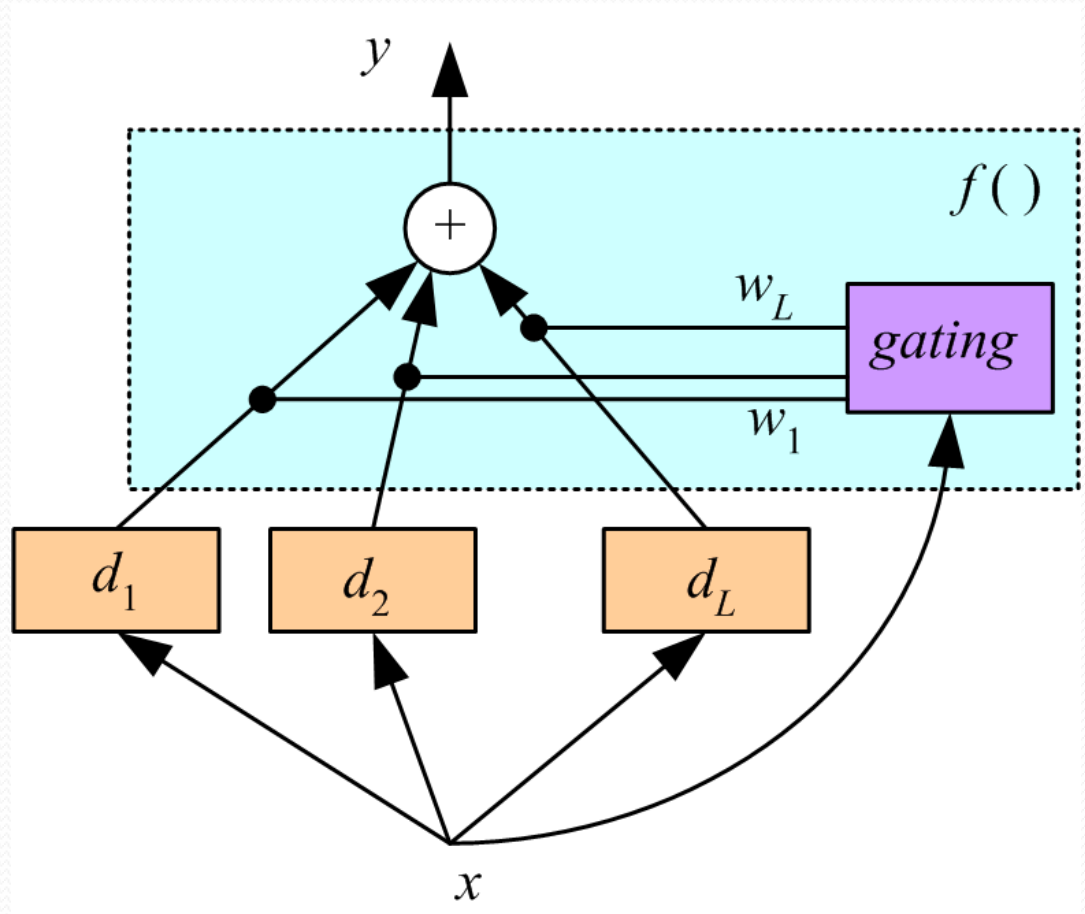 y
f( )
+
w_L
gating
w_1
d_1
d_2
d_L
x